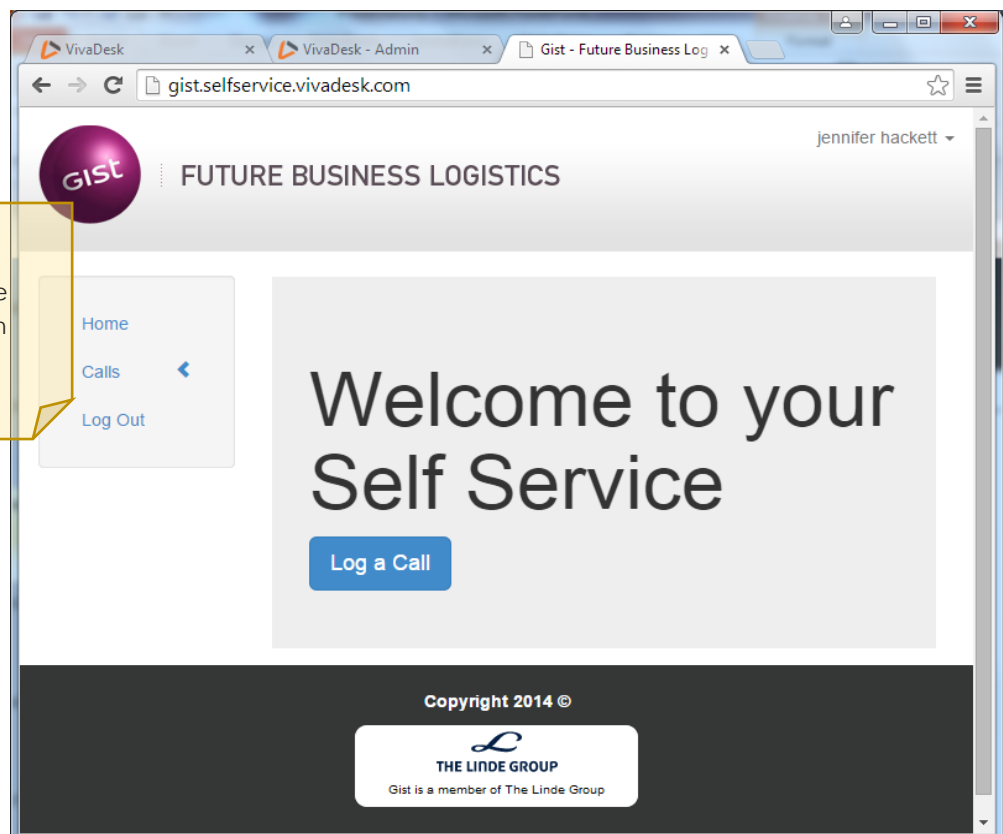 VivaDesk
VivaDesk - Admin
Gist - Future Business Log
gist.selfservice.vivadesk.com
jennifer hackett
GIST
FUTURE BUSINESS LOGISTICS
Home
Calls
Log Out
Welcome to your
Self Service
Log a Call
Copyright 2014 ©
THE LINDE GROUP
Gist is a member of The Linde Group